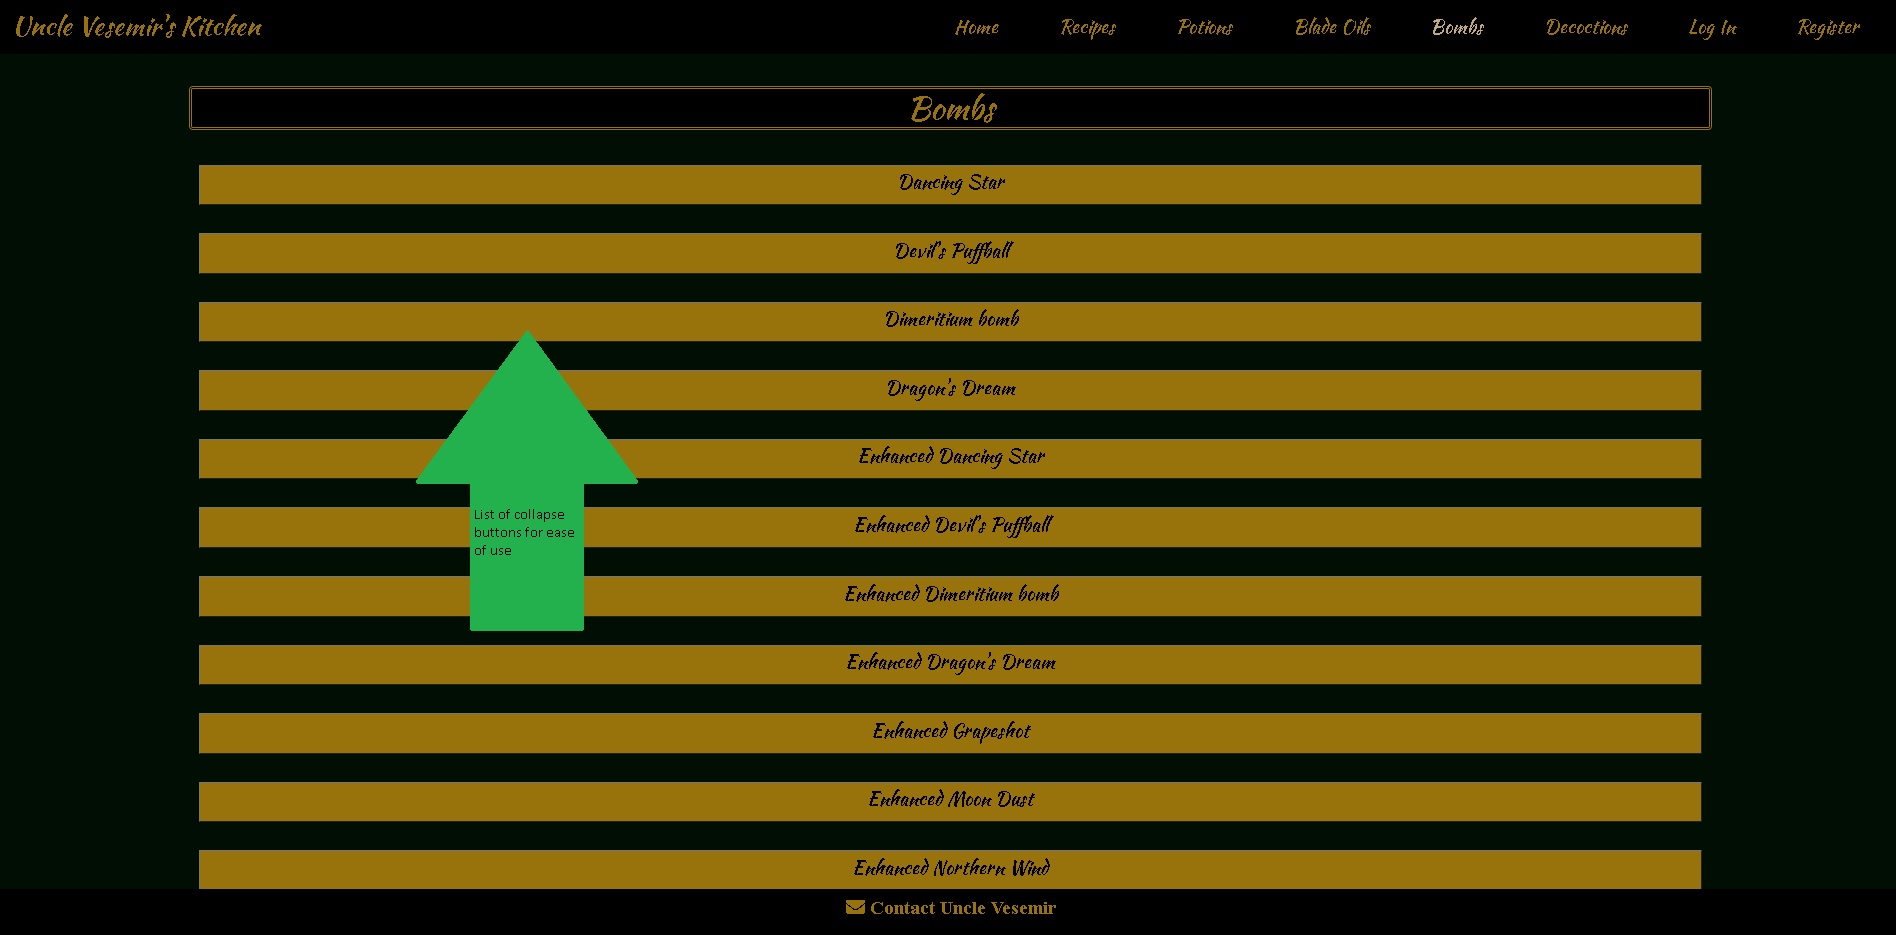 Uncle Vesemir's Kitchen
Home Recipes Potions Blade Oils Bombs Decoctions Log In Register
Bombs
Dancing Star
Devil's Puffball
Dimeritium bomb
Dragon's Dream
Enhanced Dancing Star
Enhanced Devil's Puffball
List of collapse
buttons for ease
of use
Enhanced Dimeritium bomb
Enhanced Dragon's Dream
Enhanced Grapeshot
Enhanced Moon Dust
Enhanced Northern Wind
Contact Uncle Vesemir